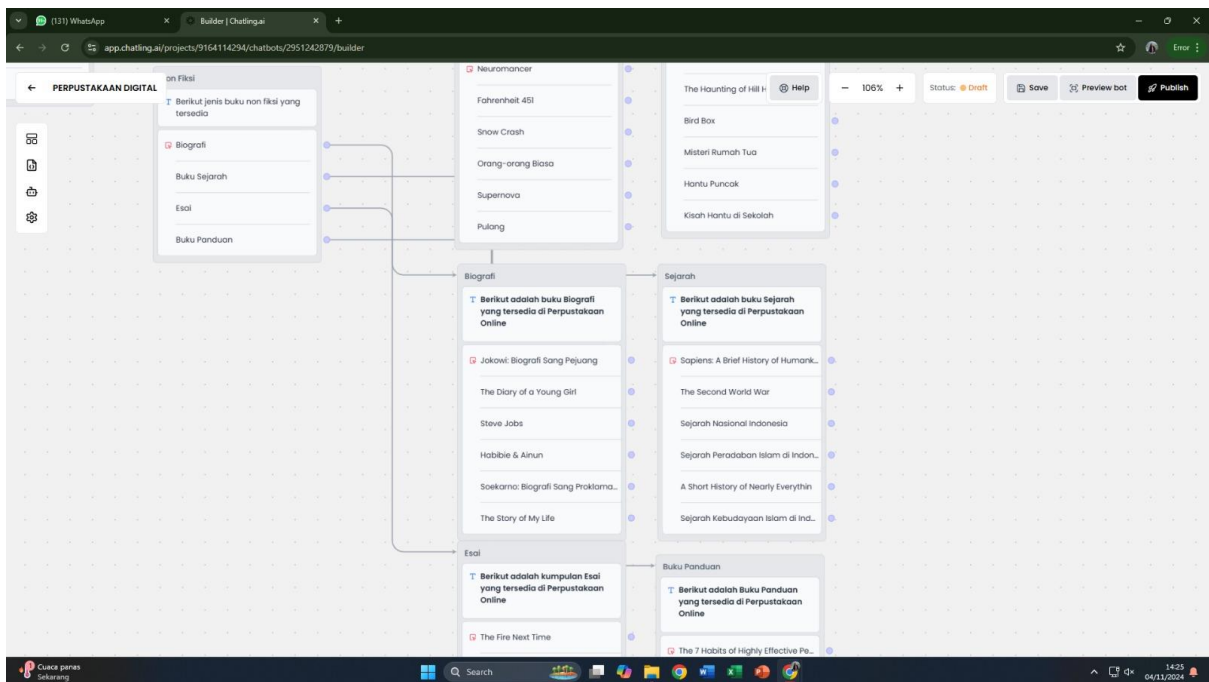 (131) WhatsApp
Builder | Chatling.ai
app.chatling.ai/projects/9164114294/chatbots/2951242879/builder
Error
PERPUSTAKAAN DIGITAL
Help
106%
Status: Draft
Save
Preview bot
Publish
on Fiksi
Berikut jenis buku non fiksi yang
tersedia
Biografi
Buku Sejarah
Esai
Buku Panduan
Neuromancer
Fahrenheit 451
Snow Crash
Orang-orang Biasa
Supernova
Pulang
The Haunting of Hill H
Bird Box
Misteri Rumah Tua
Hantu Puncak
Kisah Hantu di Sekolah
Biografi
Berikut adalah buku Biografi
yang tersedia di Perpustakaan
Online
Jokowi: Biografi Sang Pejuang
The Diary of a Young Girl
Steve Jobs
Habibie & Ainun
Soekarno: Biografi Sang Proklama...
The Story of My Life
Sejarah
Berikut adalah buku Sejarah
yang tersedia di Perpustakaan
Online
Sapiens: A Brief History of Humank...
The Second World War
Sejarah Nasional Indonesia
Sejarah Peradaban Islam di Indon...
A Short History of Nearly Everythin
Sejarah Kebudayaan Islam di Ind...
Esai
Berikut adalah kumpulan Esai
yang tersedia di Perpustakaan
Online
The Fire Next Time
Buku Panduan
Berikut adalah Buku Panduan
yang tersedia di Perpustakaan
Online
The 7 Habits of Highly Effective Pe...
Cuaca panas
Sekarang
Search
14:25
04/11/2024